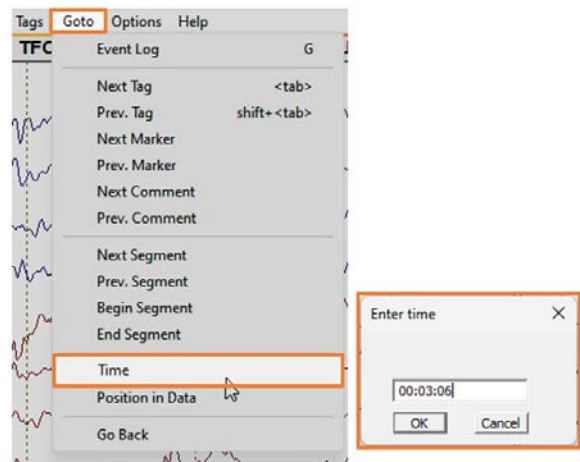 Tags Goto Options Help
TFC
Event Log G
Next Tag <tab>
Prev. Tag shift+<tab>
Next Marker
Prev. Marker
Next Comment
Prev. Comment
Next Segment
Prev. Segment
Begin Segment
End Segment
Time
Position in Data
Go Back
Enter time
00:03:06
OK Cancel